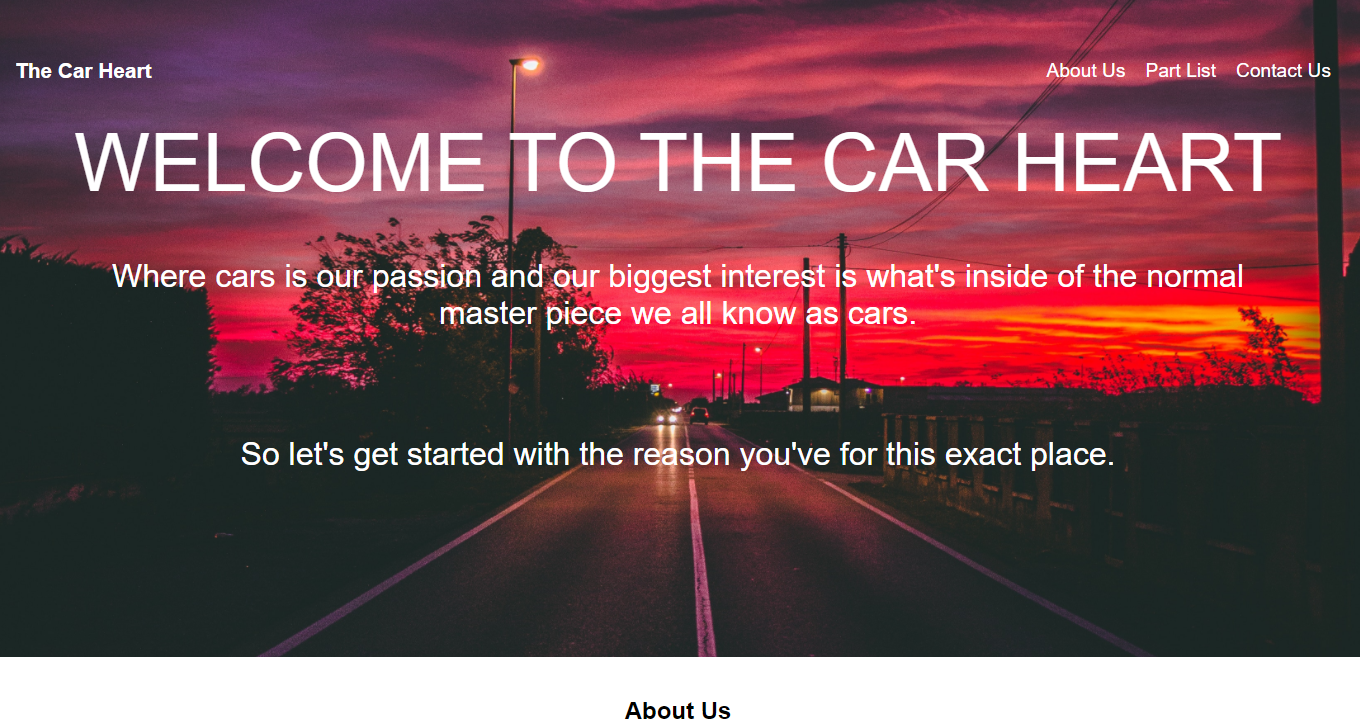 The Car Heart
About Us Part List Contact Us
WELCOME TO THE CAR HEART
Where cars is our passion and our biggest interest is what's inside of the normal
master piece we all know as cars.
So let's get started with the reason you've for this exact place.
About Us